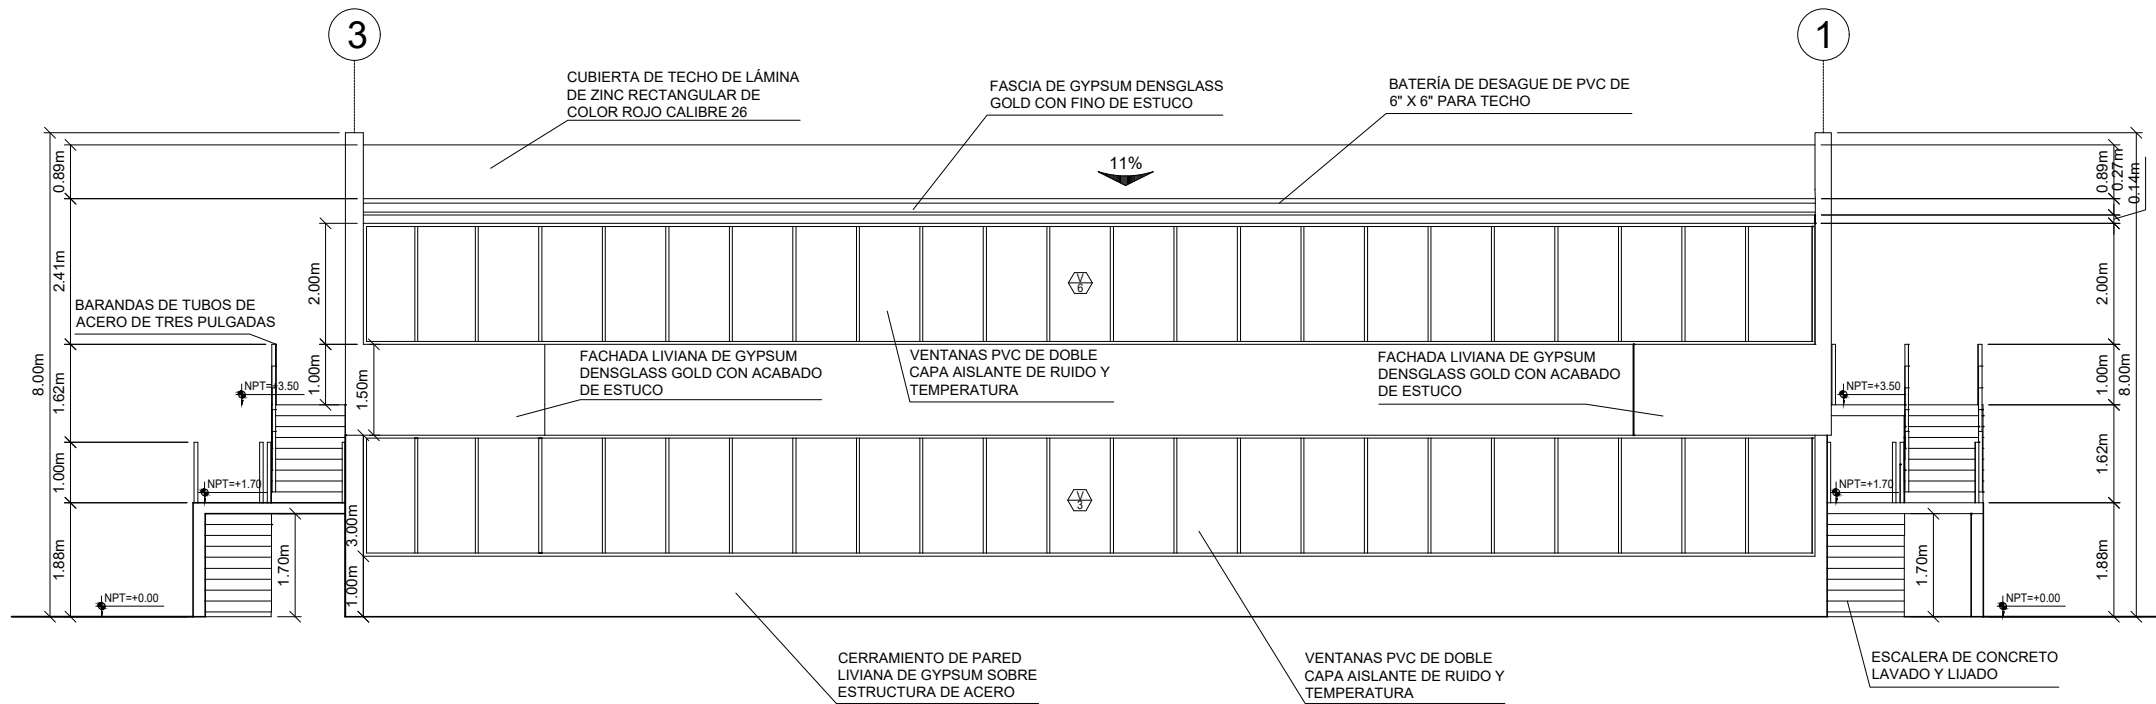 3
1
CUBIERTA DE TECHO DE LÁMINA
DE ZINC RECTANGULAR DE
COLOR ROJO CALIBRE 26
FASCIA DE GYPSUM DENSGLASS
GOLD CON FINO DE ESTUCO
BATERÍA DE DESAGUE DE PVC DE
6" X 6" PARA TECHO
11%
0.89m
2.41m
8.00m
1.62m
1.00m
1.88m
2.00m
1.00m
1.50m
3.00m
1.00m
1.70m
BARANDAS DE TUBOS DE
ACERO DE TRES PULGADAS
NPT=+3.50
NPT=+1.70
NPT=+0.00
V
6
FACHADA LIVIANA DE GYPSUM
DENSGLASS GOLD CON ACABADO
DE ESTUCO
VENTANAS PVC DE DOBLE
CAPA AISLANTE DE RUIDO Y
TEMPERATURA
FACHADA LIVIANA DE GYPSUM
DENSGLASS GOLD CON ACABADO
DE ESTUCO
V
3
0.89m
0.27m
0.14m
2.00m
1.00m
8.00m
1.62m
1.88m
1.70m
NPT=+3.50
NPT=+1.70
NPT=+0.00
CERRAMIENTO DE PARED
LIVIANA DE GYPSUM SOBRE
ESTRUCTURA DE ACERO
VENTANAS PVC DE DOBLE
CAPA AISLANTE DE RUIDO Y
TEMPERATURA
ESCALERA DE CONCRETO
LAVADO Y LIJADO